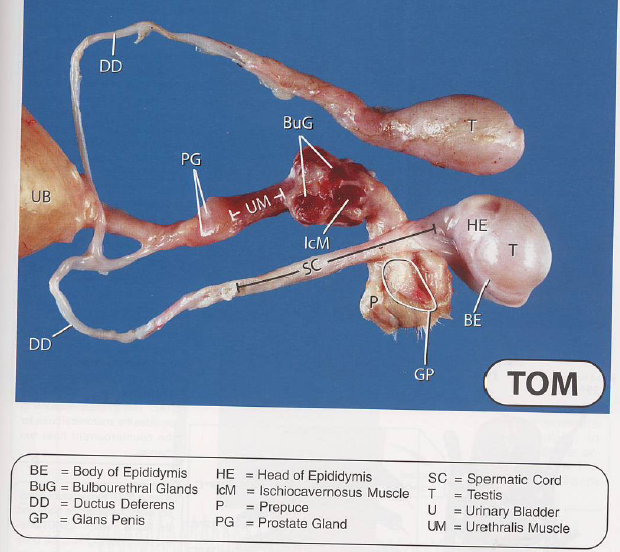 DD
BuG
T
PG
UM
UB
HE
IcM
T
SC
P
BE
DD
GP
TOM
BE = Body of Epididymis
BuG = Bulbourethral Glands
DD = Ductus Deferens
GP = Glans Penis
HE = Head of Epididymis
IcM = Ischiocavernosus Muscle
P = Prepuce
PG = Prostate Gland
SC = Spermatic Cord
T = Testis
U = Urinary Bladder
UM = Urethralis Muscle